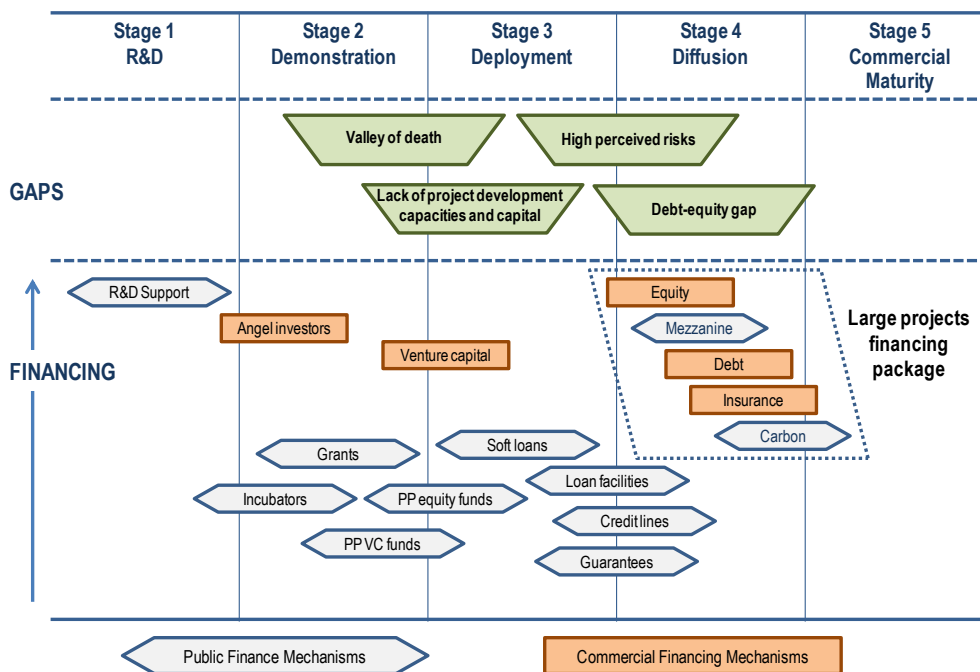 Stage 1
R&D
Stage 2
Demonstration
Stage 3
Deployment
Stage 4
Diffusion
Stage 5
Commercial
Maturity
GAPS
Valley of death
High perceived risks
Lack of project development
capacities and capital
Debt-equity gap
FINANCING
R&D Support
Equity
Angel investors
Mezzanine
Venture capital
Debt
Insurance
Carbon
Large projects
financing
package
Soft loans
Grants
Loan facilities
Incubators
PP equity funds
Credit lines
PP VC funds
Guarantees
Public Finance Mechanisms
Commercial Financing Mechanisms